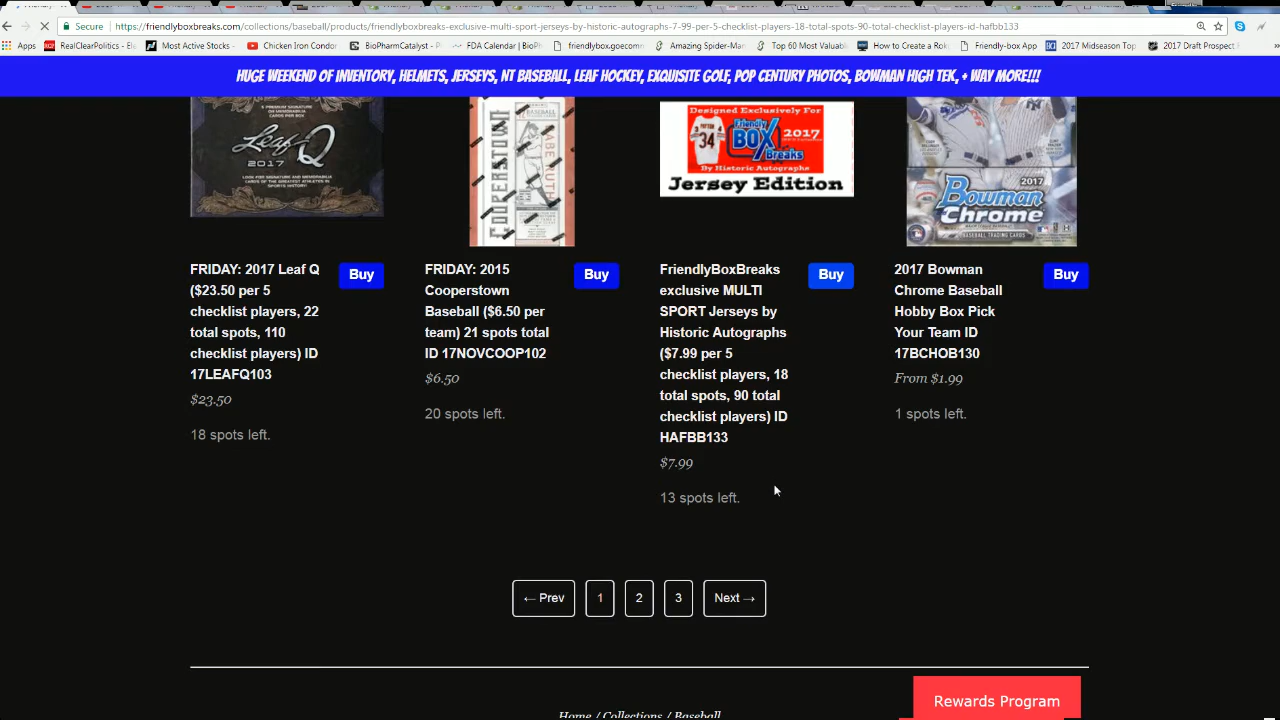 Secure
https://friendlyboxbreaks.com/collections/baseball/products/friendlyboxbreaks-exclusive-multi-sport-jerseys-by-historic-autographs-7-99-per-5-checklist-players-18-total-spots-90-total-checklist-players-id-hafbb133
Apps RealClearPolitics - Ele Most Active Stocks - Chicken Iron Condor BioPharmCatalyst - P FDA Calendar | BioPh friendlybox.goecomm Amazing Spider-Mar Top 60 Most Valuabl How to Create a Rok Friendly-box App 2017 Midseason Top 2017 Draft Prospect
HUGE WEEKEND OF INVENTORY, HELMETS, JERSEYS, NT BASEBALL, LEAF HOCKEY, EXQUISITE GOLF, POP CENTURY PHOTOS, BOWMAN HIGH TEK, + WAY MORE!!!
Leaf Q
2017
COOPERSTOWN
BABE RUTH
Designed Exclusively For
34
Friendly
BOX
Breaks
2017
By Historic Autographs
Jersey Edition
2017
Bowman
Chrome
FRIDAY: 2017 Leaf Q
($23.50 per 5
checklist players, 22
total spots, 110
checklist players) ID
17LEAFQ103
Buy
$23.50
18 spots left.
FRIDAY: 2015
Cooperstown
Baseball ($6.50 per
team) 21 spots total
ID 17NOVCOOP102
Buy
$6.50
20 spots left.
FriendlyBoxBreaks
exclusive MULTI
SPORT Jerseys by
Historic Autographs
($7.99 per 5
checklist players, 18
total spots, 90 total
checklist players) ID
HAFBB133
Buy
$7.99
13 spots left.
2017 Bowman
Chrome Baseball
Hobby Box Pick
Your Team ID
17BCHOB130
Buy
From $1.99
1 spots left.
← Prev 1 2 3 Next →
Rewards Program
Home / Collections / Baseball